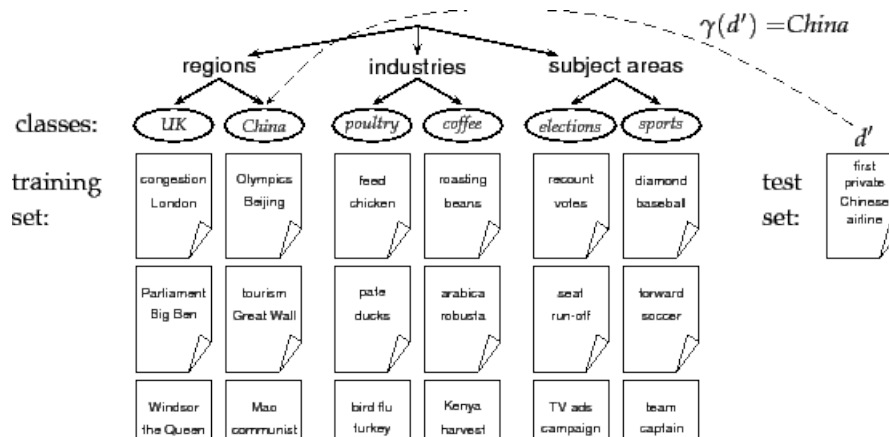 γ(d′) =China
regions industries subject areas
classes: UK China poultry coffee elections sports
d′
training set:
congestion London
Olympics Beijing
feed chicken
roasting beans
recount votes
diamond baseball
test set:
first private Chinese airline
Parliament Big Ben
tourism Great Wall
pate ducks
arabica robusta
seat run-off
forward soccer
Windsor the Queen
Mao communist
bird flu turkey
Kenya harvest
TV ads campaign
team captain